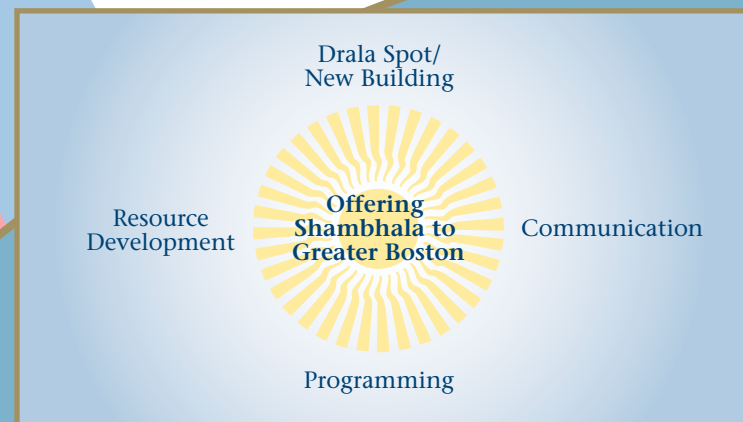 Drala Spot/
New Building
Resource
Development
Offering
Shambhala to
Greater Boston
Communication
Programming